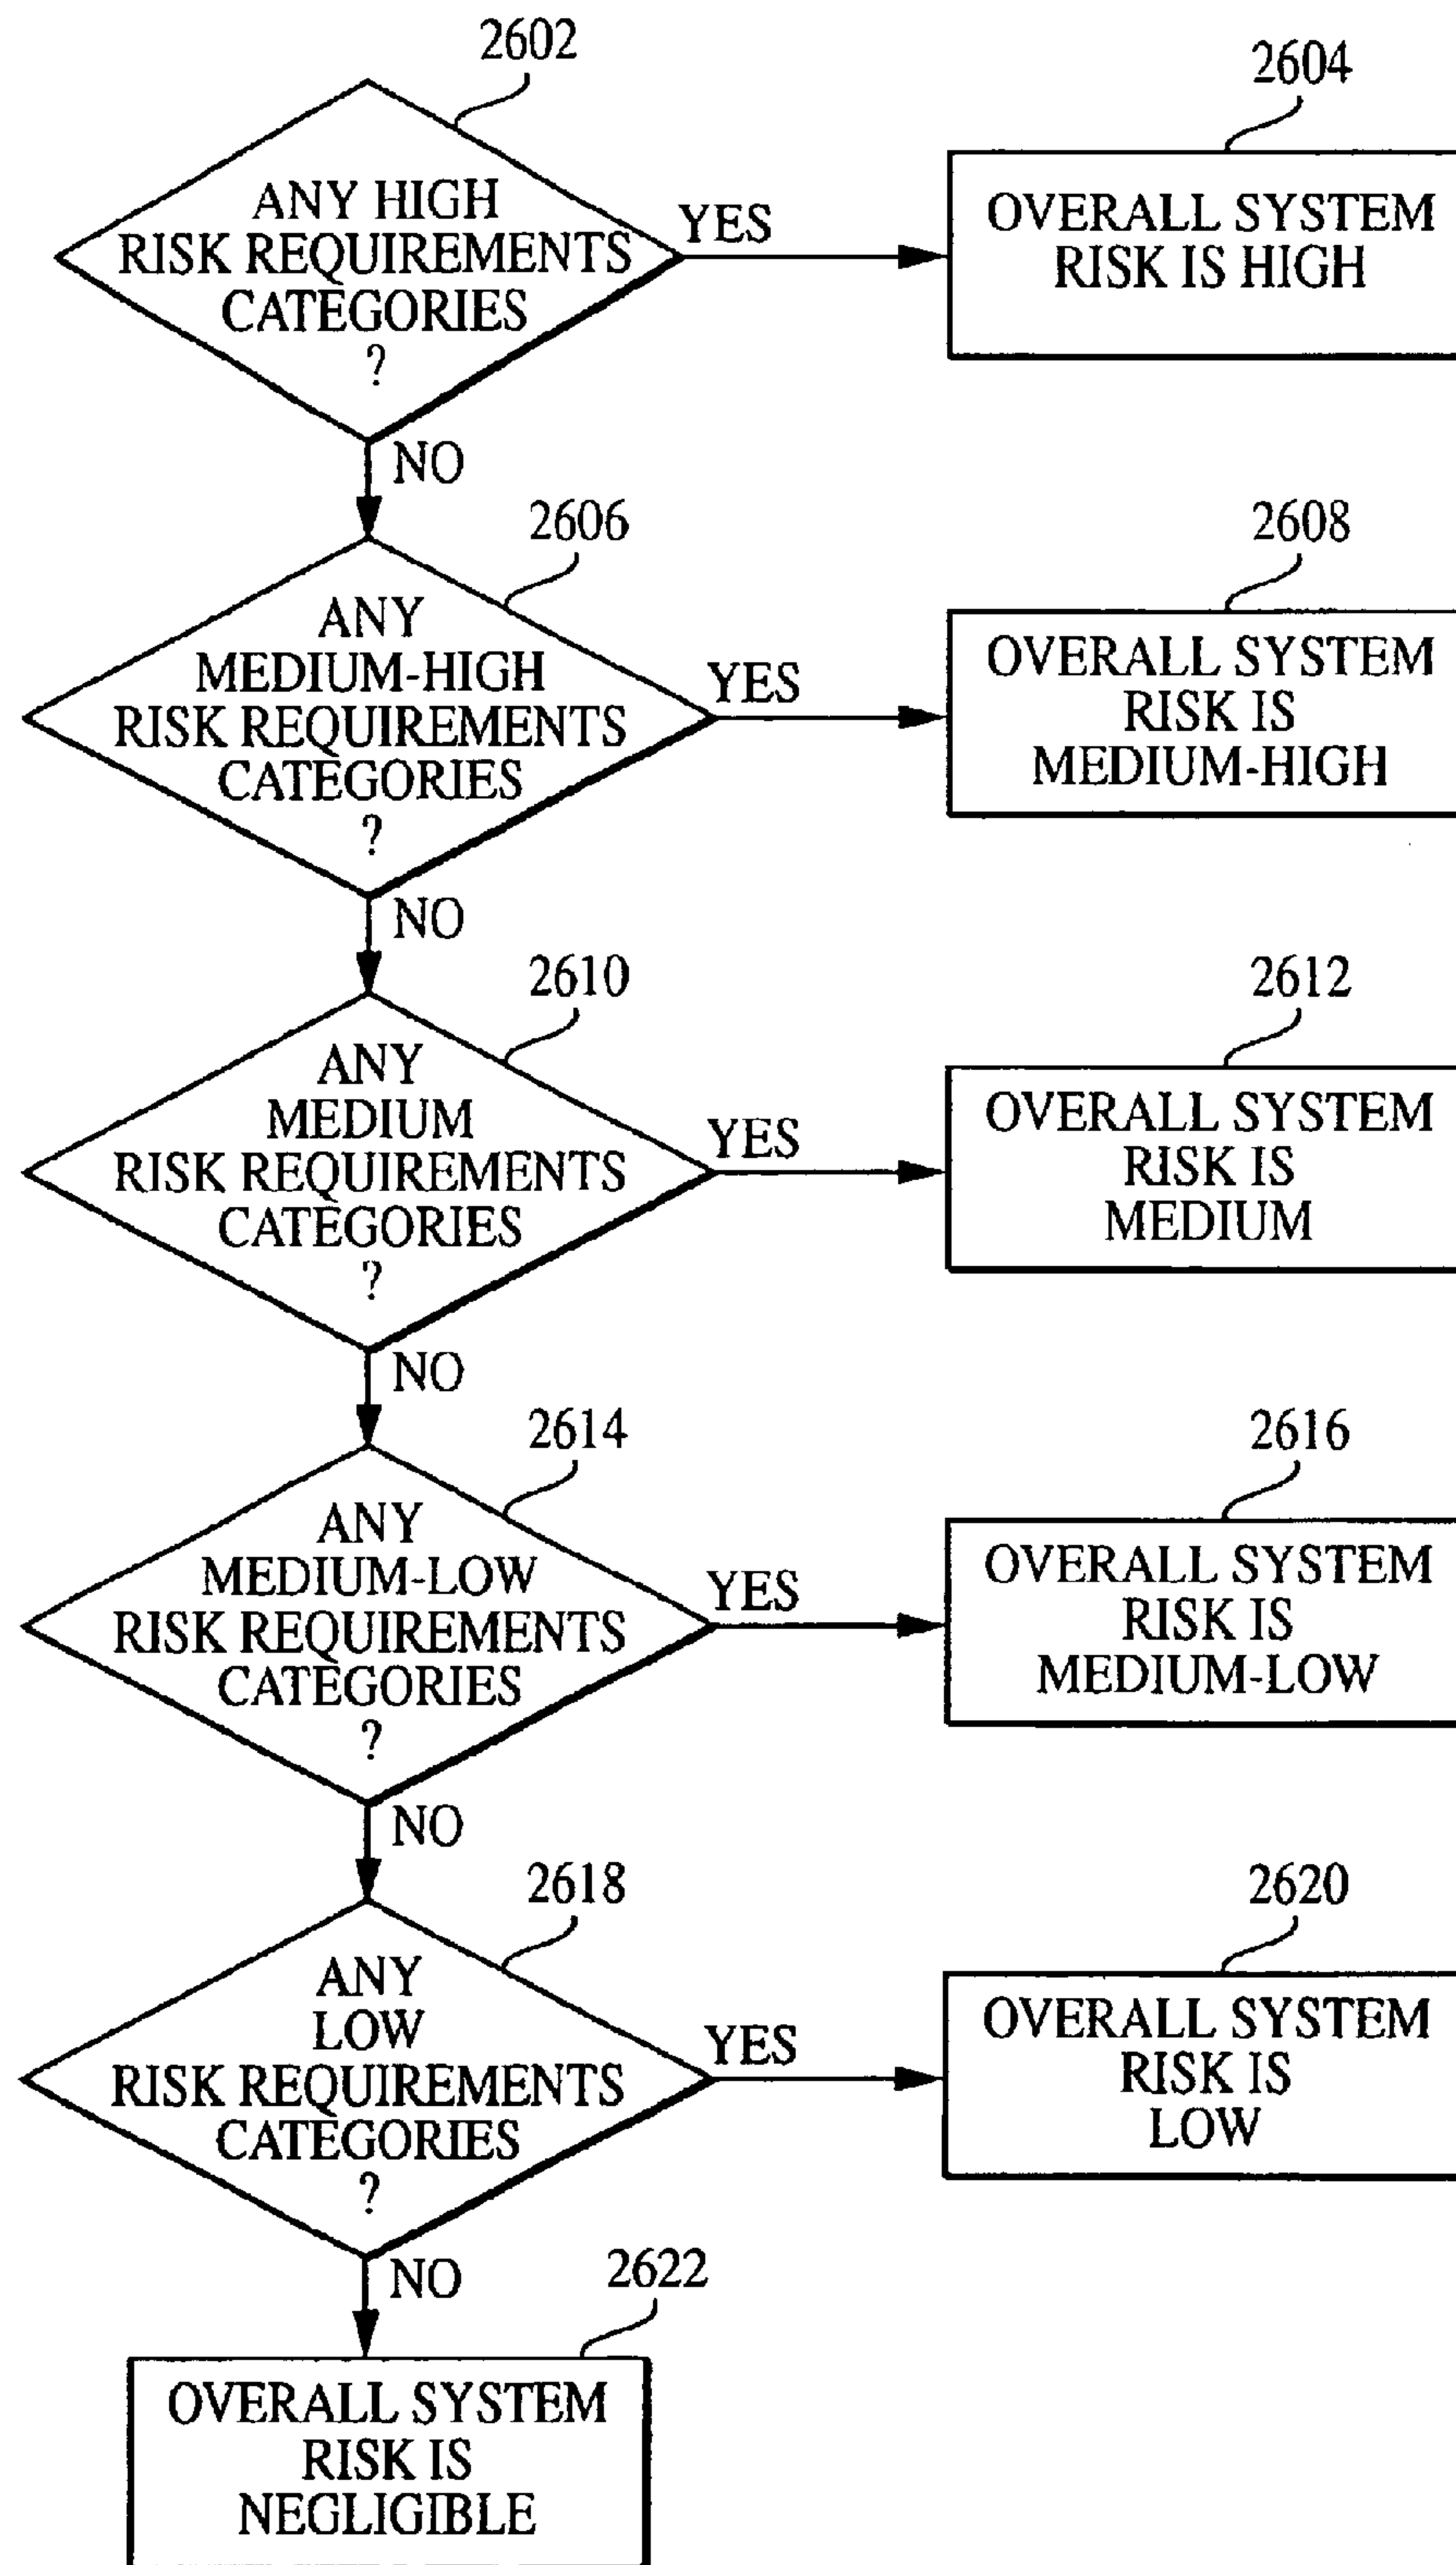 2602
ANY HIGH
RISK REQUIREMENTS
CATEGORIES
?
YES
2604
OVERALL SYSTEM
RISK IS HIGH
NO
2606
ANY
MEDIUM-HIGH
RISK REQUIREMENTS
CATEGORIES
?
YES
2608
OVERALL SYSTEM
RISK IS
MEDIUM-HIGH
NO
2610
ANY
MEDIUM
RISK REQUIREMENTS
CATEGORIES
?
YES
2612
OVERALL SYSTEM
RISK IS
MEDIUM
NO
2614
ANY
MEDIUM-LOW
RISK REQUIREMENTS
CATEGORIES
?
YES
2616
OVERALL SYSTEM
RISK IS
MEDIUM-LOW
NO
2618
ANY
LOW
RISK REQUIREMENTS
CATEGORIES
?
YES
2620
OVERALL SYSTEM
RISK IS
LOW
NO
2622
OVERALL SYSTEM
RISK IS
NEGLIGIBLE